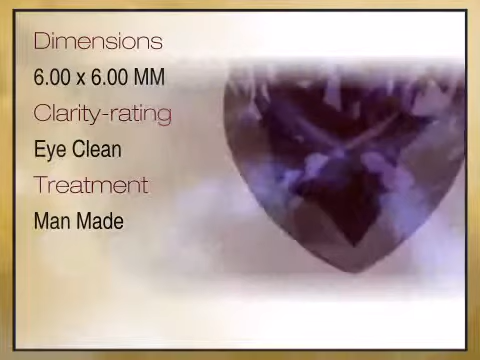 Dimensions
6.00 x 6.00 MM
Clarity-rating
Eye Clean
Treatment
Man Made